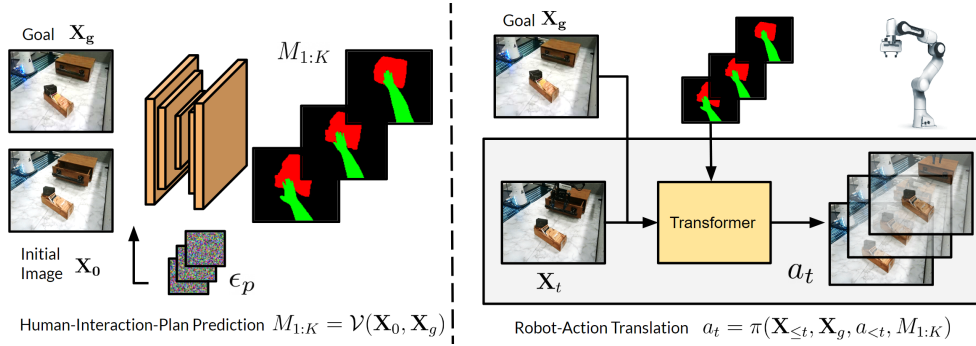 Goal X_g
M_{1:K}
Initial
Image X_0
ϵ_p
Human-Interaction-Plan Prediction M_{1:K} = 𝒱(X_0, X_g)
Goal X_g
Transformer
X_t
a_t
Robot-Action Translation a_t = π(X_{≤t}, X_g, a_{<t}, M_{1:K})